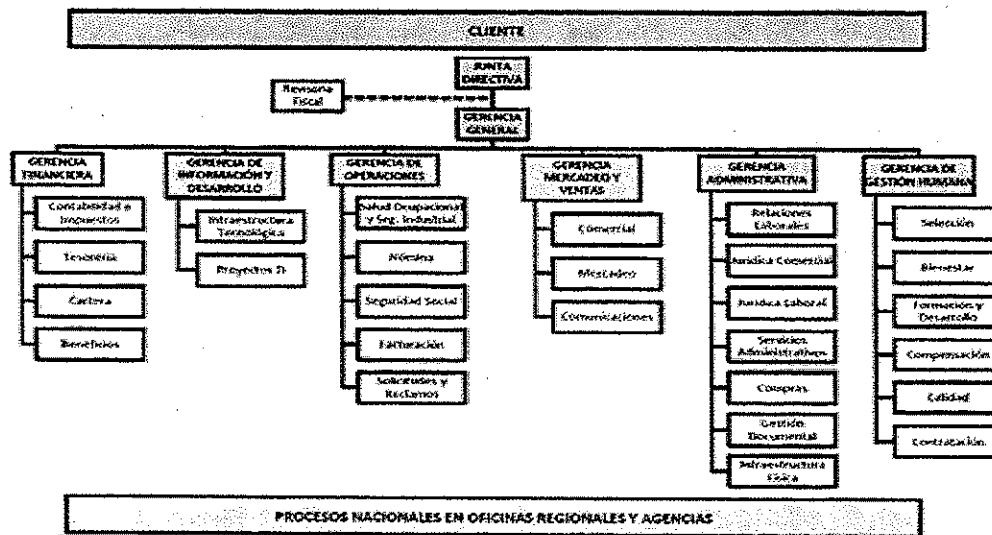 CLIENTE
JUNTA
DIRECTIVA
Revisoria
Fiscal
GERENCIA
GENERAL
GERENCIA
FINANCIERA
GERENCIA DE
INFORMACIÓN Y
DESARROLLO
GERENCIA DE
OPERACIONES
GERENCIA
MERCADEO Y
VENTAS
GERENCIA
ADMINISTRATIVA
GERENCIA DE
GESTIÓN HUMANA
Contabilidad e
Impuestos
Tesorería
Cartera
Beneficios
Infraestructura
Tecnológica
Proyectos TI
Salud Ocupacional
y Seg. Industrial
Nómina
Seguridad Social
Facturación
Solicitudes y
Reclamos
Comercial
Mercadeo
Comunicaciones
Relaciones
Laborales
Jurídica Comercial
Jurídica Laboral
Servicios
Administrativos
Compras
Gestión
Documental
Infraestructura
Física
Selección
Bienestar
Formación y
Desarrollo
Compensación
Calidad
Contratación
PROCESOS NACIONALES EN OFICINAS REGIONALES Y AGENCIAS